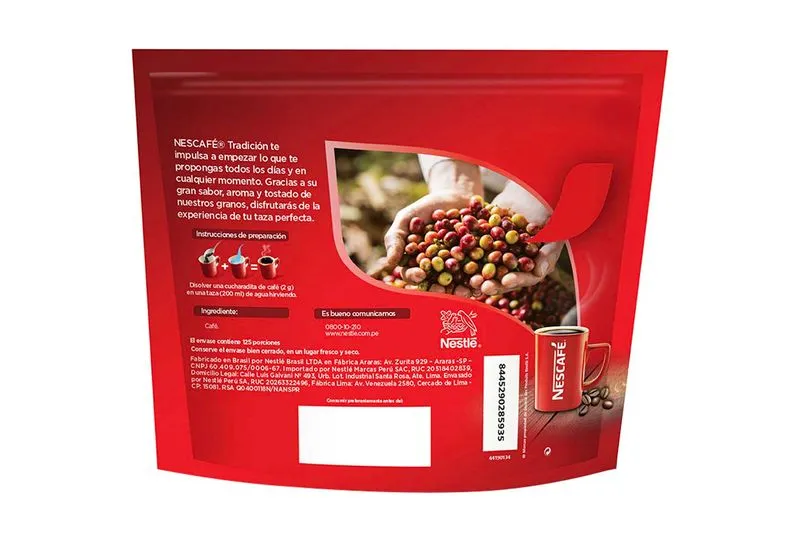 NESCAFÉ® Tradición te
impulsa a empezar lo que te
propongas todos los días y en
cualquier momento. Gracias a su
gran sabor, aroma y tostado de
nuestros granos, disfrutarás de la
experiencia de tu taza perfecta.
Instrucciones de preparación
Disolver una cucharadita de café (2 g)
en una taza (200 ml) de agua hirviendo.
Ingrediente:
Café.
Es bueno comunicarnos
0800-10-210
www.nestle.com.pe
Nestlé®
NESCAFÉ
El envase contiene 125 porciones
Conserve el envase bien cerrado, en un lugar fresco y seco.
Fabricado en Brasil por Nestlé Brasil LTDA en Fábrica Araras: Av. Zurita 929 - Araras -SP -
CNPJ 60.409.075/0006-67. Importado por Nestlé Marcas Perú SAC, RUC 20518402839,
Domicilio Legal: Calle Luis Galvani N° 493, Urb. Lot. Industrial Santa Rosa, Ate. Lima. Envasado
por Nestlé Perú SA, RUC 20263322496, Fábrica Lima: Av. Venezuela 2580, Cercado de Lima -
CP: 15081. RSA Q0400118N/NANSPR
Consumir preferentemente antes del:
8445290285935
44190134